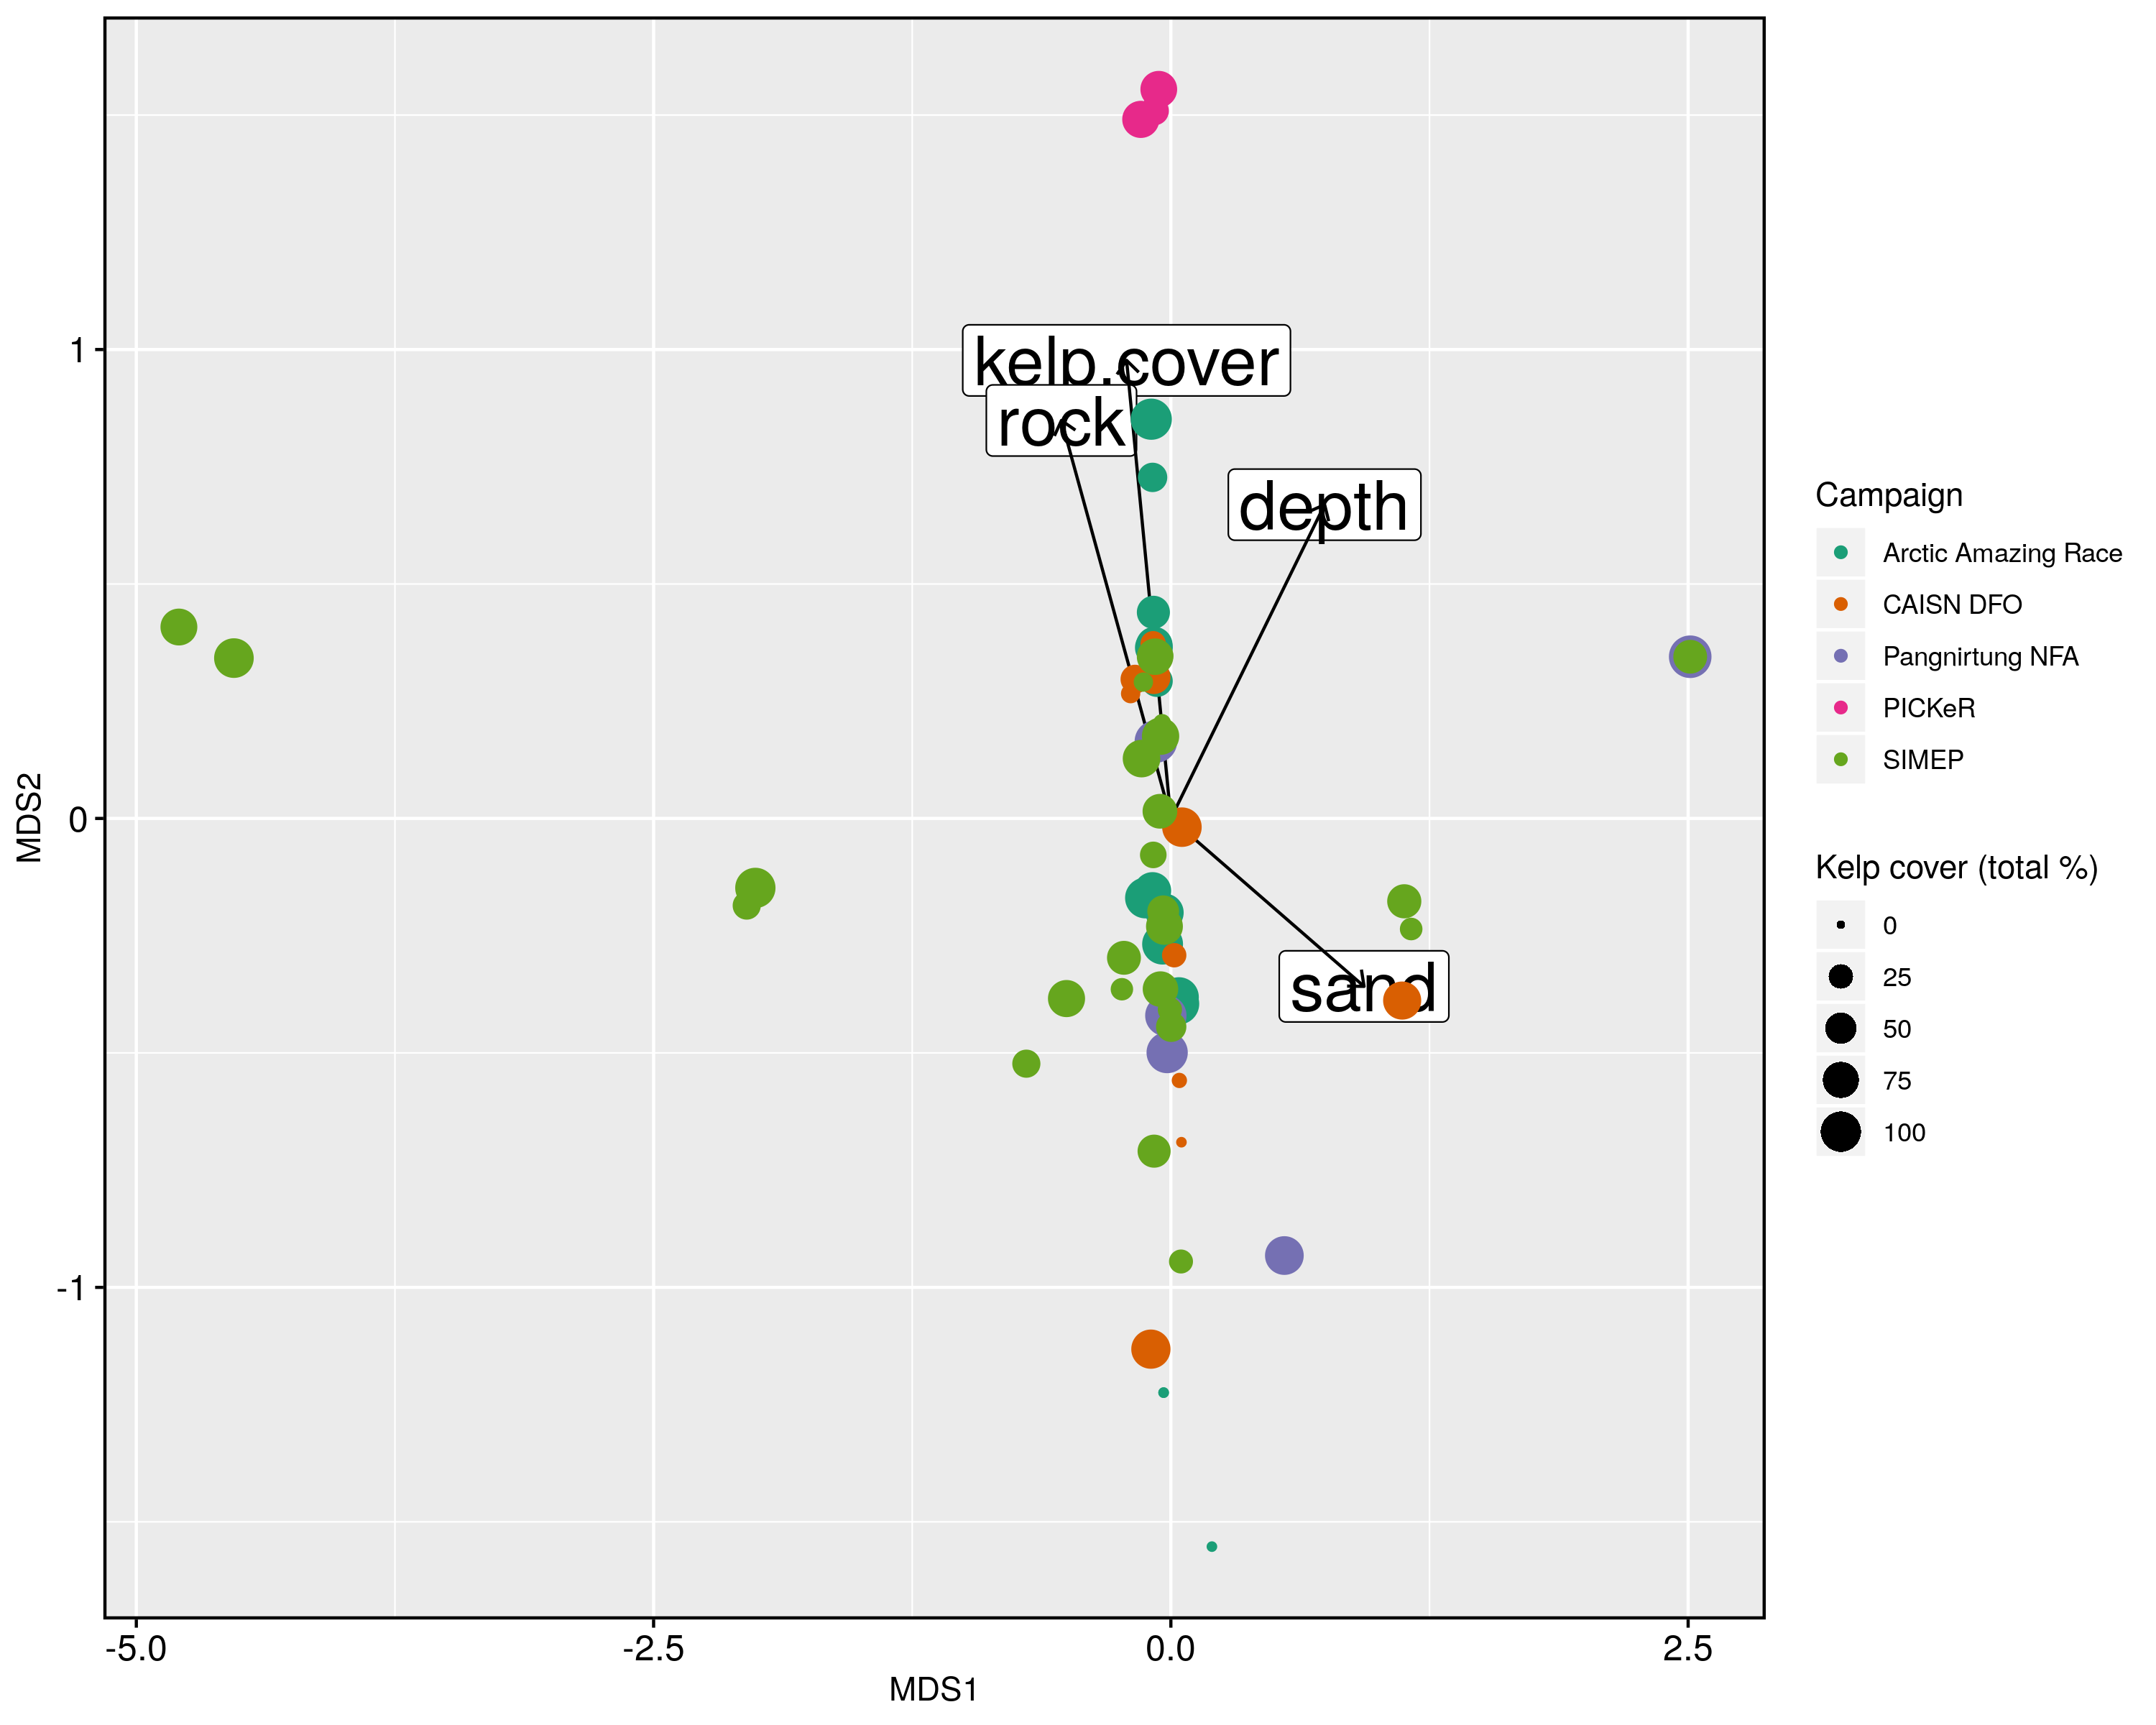 kelp.cover
rock
depth
sand
1
0
-1
MDS2
-5.0
-2.5
0.0
2.5
MDS1
Campaign
Arctic Amazing Race
CAISN DFO
Pangnirtung NFA
PICKeR
SIMEP
Kelp cover (total %)
0
25
50
75
100